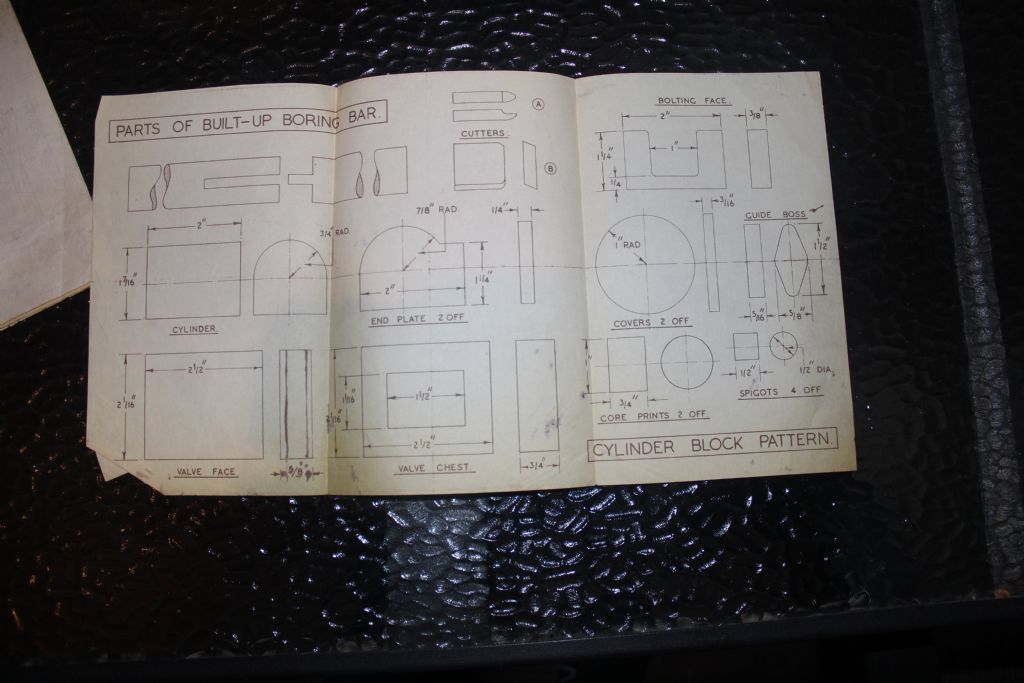 PARTS OF BUILT-UP BORING BAR.
A
CUTTERS.
B
2"
1 7/16"
3/4" RAD.
CYLINDER.
7/8" RAD.
1/4"
2"
1 1/4"
END PLATE 2 OFF
BOLTING FACE.
2"
3/8"
1"
1 1/4"
1/4
3/16"
1" RAD
COVERS 2 OFF
GUIDE BOSS
1 1/2"
5/16"
5/8"
2 1/2"
2 1/16"
VALVE FACE
5/8"
2 1/16"
1 1/16"
1 1/2"
2 1/2"
VALVE CHEST.
3/4"
3/4"
CORE PRINTS 2 OFF.
1/2"
1/2" DIA.
SPIGOTS 4 OFF
CYLINDER BLOCK PATTERN.